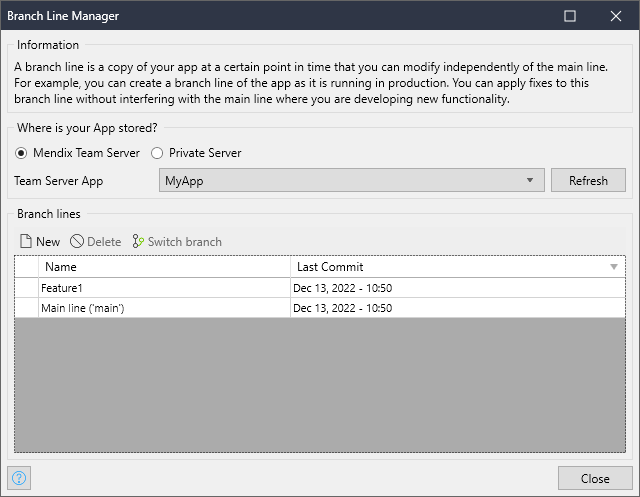 Branch Line Manager
Information
A branch line is a copy of your app at a certain point in time that you can modify independently of the main line.
For example, you can create a branch line of the app as it is running in production. You can apply fixes to this
branch line without interfering with the main line where you are developing new functionality.
Where is your App stored?
Mendix Team Server Private Server
Team Server App MyApp Refresh
Branch lines
New Delete Switch branch
Name Last Commit
Feature1 Dec 13, 2022 - 10:50
Main line ('main') Dec 13, 2022 - 10:50
? Close